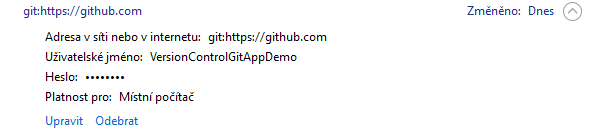 git:https://github.com Změněno: Dnes
Adresa v síti nebo v internetu: git:https://github.com
Uživatelské jméno: VersionControlGitAppDemo
Heslo: ••••••••
Platnost pro: Místní počítač
Upravit Odebrat